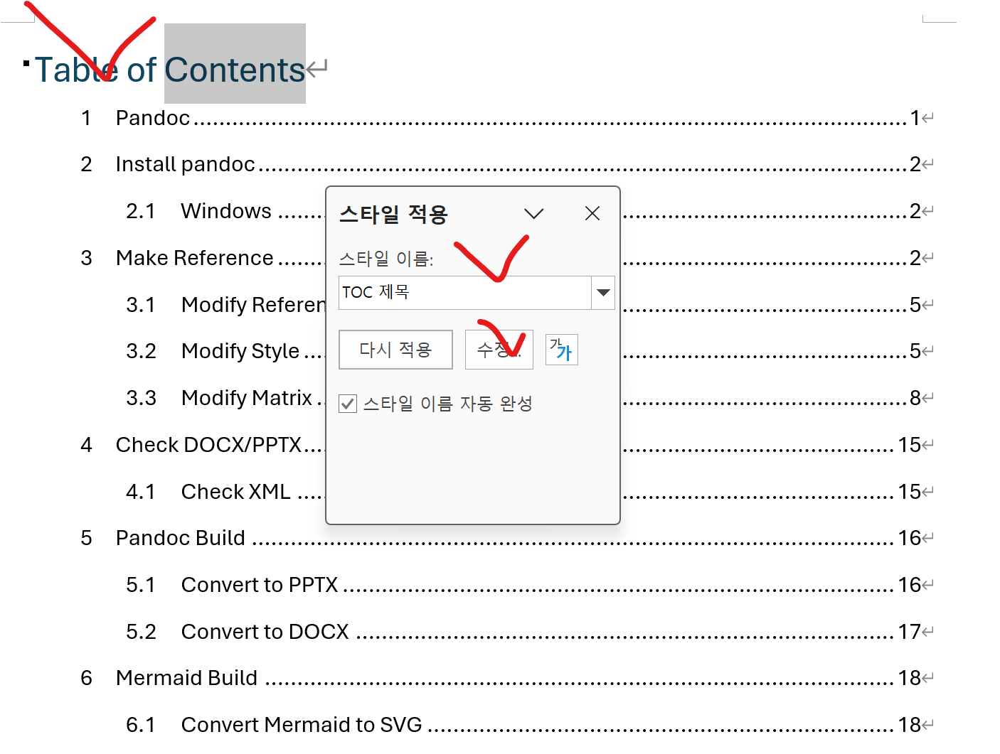 Table of Contents
1 Pandoc 1
2 Install pandoc 2
2.1 Windows 2
3 Make Reference 2
3.1 Modify Referen 5
3.2 Modify Style 5
3.3 Modify Matrix 8
4 Check DOCX/PPTX 15
4.1 Check XML 15
5 Pandoc Build 16
5.1 Convert to PPTX 16
5.2 Convert to DOCX 17
6 Mermaid Build 18
6.1 Convert Mermaid to SVG 18
스타일 적용
스타일 이름:
TOC 제목
다시 적용
수정...
가가
스타일 이름 자동 완성